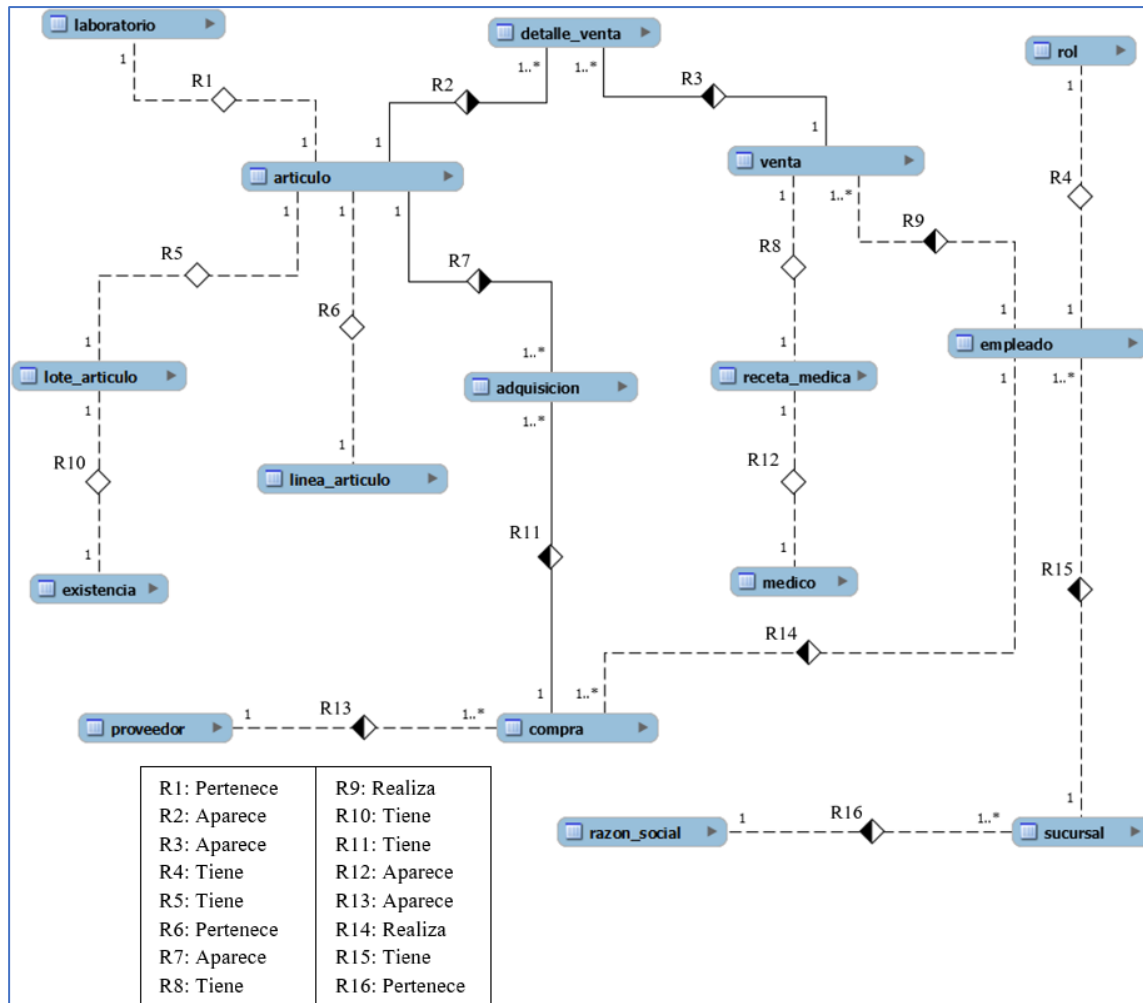 laboratorio
detalle_venta
rol
1
1..*
1..*
1
R1
R2
R3
1
1
1
articulo
venta
R4
1
1
1
1
1..*
R5
R7
R8
R9
R6
1
1
1
1
1..*
lote_articulo
adquisicion
receta_medica
empleado
1
1..*
1
1
1..*
R10
1
R12
linea_articulo
R11
1
1
existencia
medico
R15
R14
1
1..*
R13
1
1..*
proveedor
compra
1
R16
1
1..*
razon_social
sucursal
R1: Pertenece
R2: Aparece
R3: Aparece
R4: Tiene
R5: Tiene
R6: Pertenece
R7: Aparece
R8: Tiene
R9: Realiza
R10: Tiene
R11: Tiene
R12: Aparece
R13: Aparece
R14: Realiza
R15: Tiene
R16: Pertenece